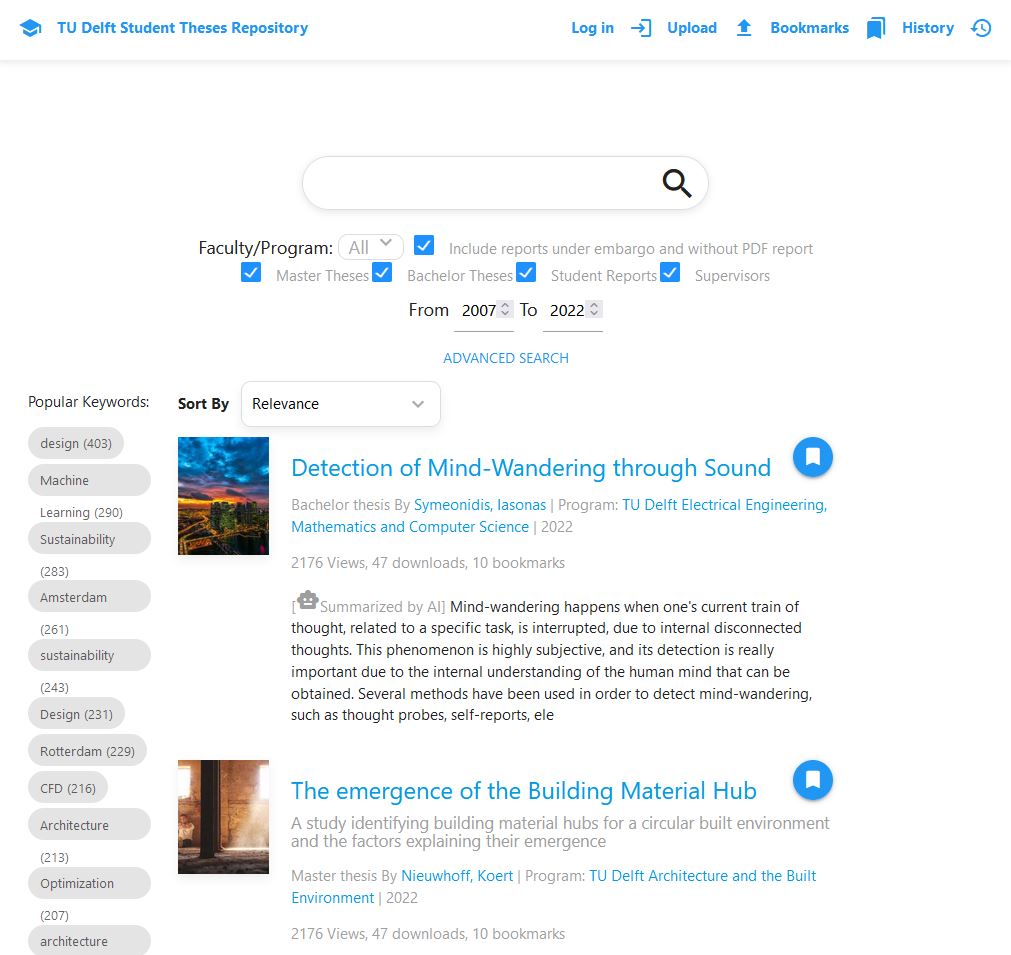 TU Delft Student Theses Repository
Log in Upload Bookmarks History
Faculty/Program: All Include reports under embargo and without PDF report
Master Theses Bachelor Theses Student Reports Supervisors
From 2007 To 2022
ADVANCED SEARCH
Popular Keywords:
design (403)
Machine
Learning (290)
Sustainability
(283)
Amsterdam
(261)
sustainability
(243)
Design (231)
Rotterdam (229)
CFD (216)
Architecture
(213)
Optimization
(207)
architecture
Sort By Relevance
Detection of Mind-Wandering through Sound
Bachelor thesis By Symeonidis, Iasonas | Program: TU Delft Electrical Engineering,
Mathematics and Computer Science | 2022
2176 Views, 47 downloads, 10 bookmarks
[Summarized by AI] Mind-wandering happens when one's current train of
thought, related to a specific task, is interrupted, due to internal disconnected
thoughts. This phenomenon is highly subjective, and its detection is really
important due to the internal understanding of the human mind that can be
obtained. Several methods have been used in order to detect mind-wandering,
such as thought probes, self-reports, ele
The emergence of the Building Material Hub
A study identifying building material hubs for a circular built environment
and the factors explaining their emergence
Master thesis By Nieuwhoff, Koert | Program: TU Delft Architecture and the Built
Environment | 2022
2176 Views, 47 downloads, 10 bookmarks